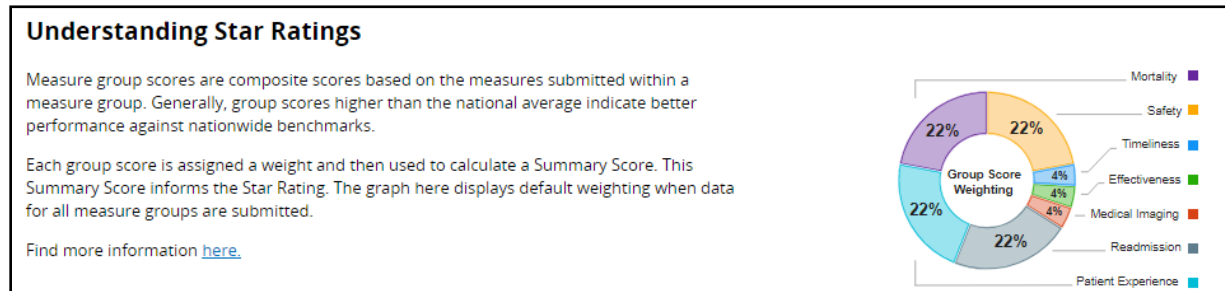 Understanding Star Ratings
Measure group scores are composite scores based on the measures submitted within a
measure group. Generally, group scores higher than the national average indicate better
performance against nationwide benchmarks.
Each group score is assigned a weight and then used to calculate a Summary Score. This
Summary Score informs the Star Rating. The graph here displays default weighting when data
for all measure groups are submitted.
Find more information here.
Mortality
Safety
Timeliness
Effectiveness
Medical Imaging
Readmission
Patient Experience
22%
22%
4%
4%
4%
22%
22%
Group Score
Weighting